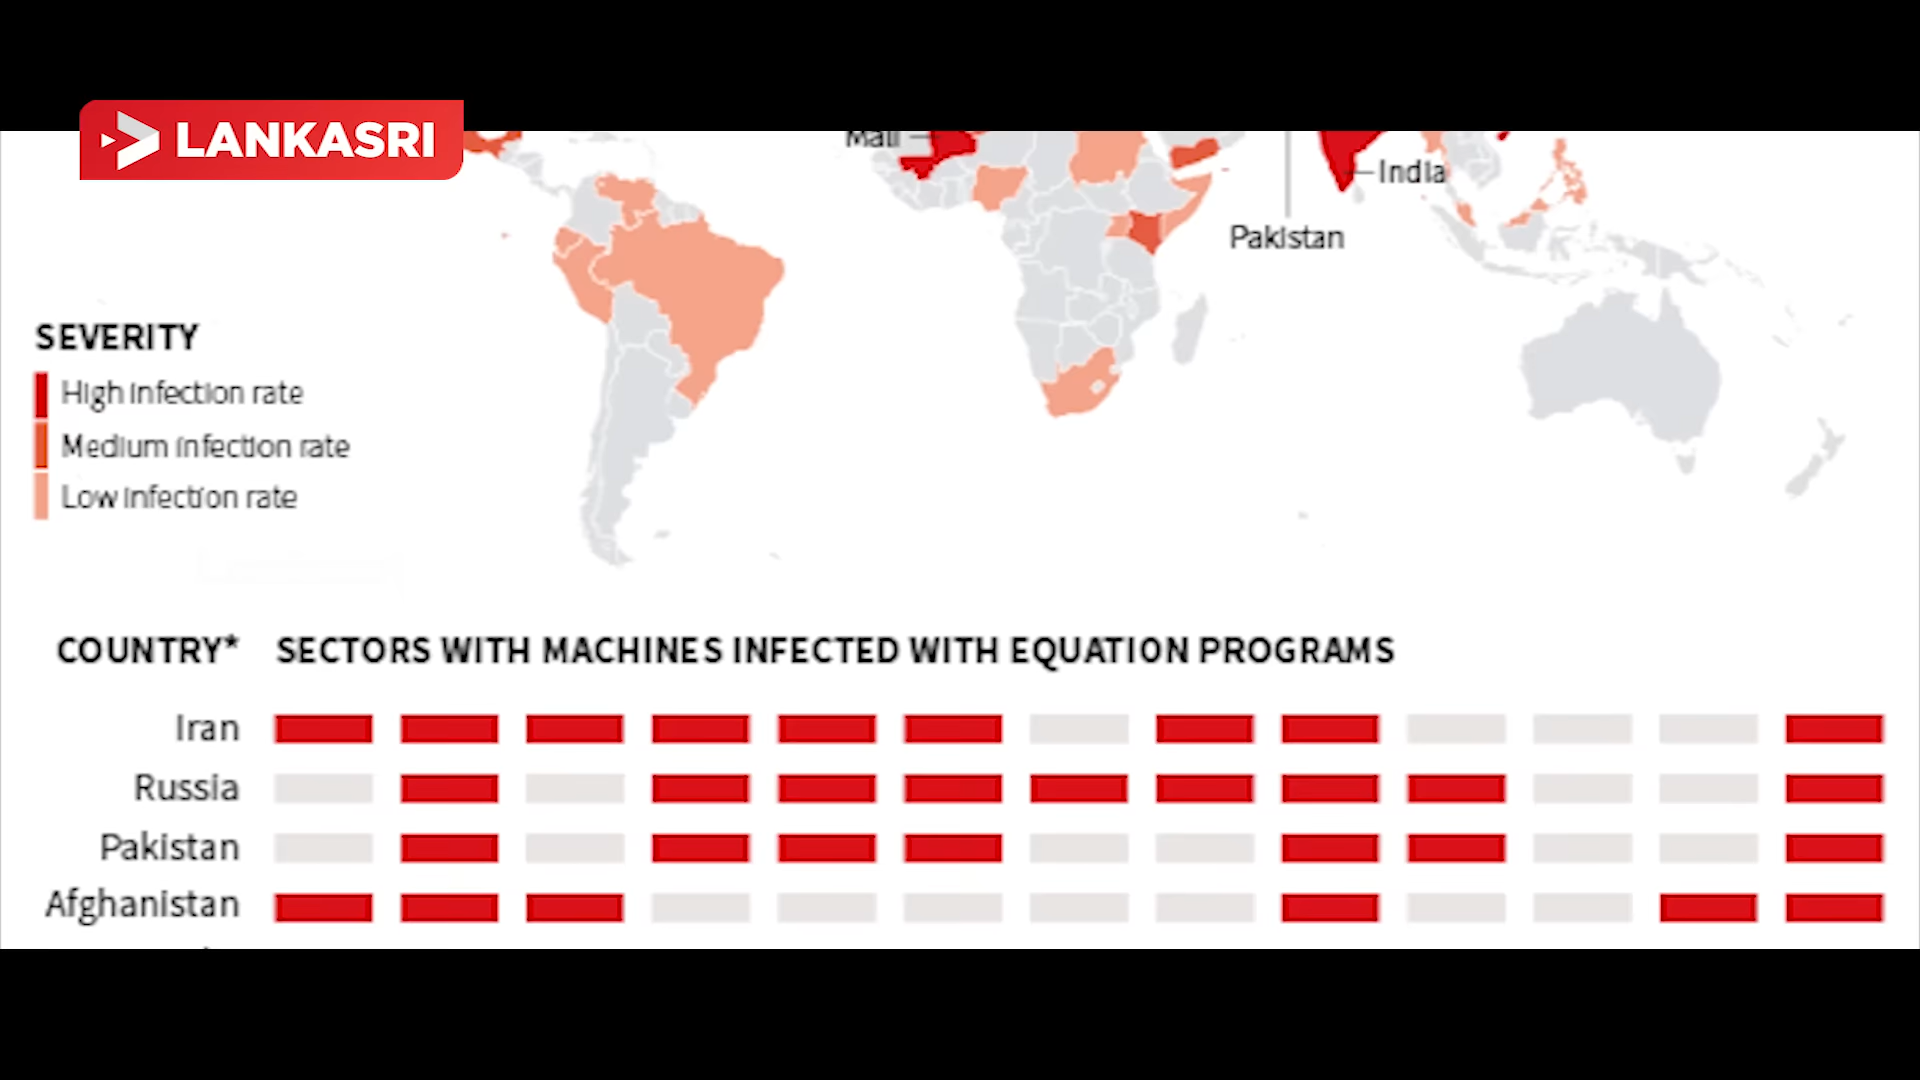 LANKASRI
Mali
India
Pakistan
SEVERITY
High infection rate
Medium infection rate
Low infection rate
COUNTRY* SECTORS WITH MACHINES INFECTED WITH EQUATION PROGRAMS
Iran
Russia
Pakistan
Afghanistan